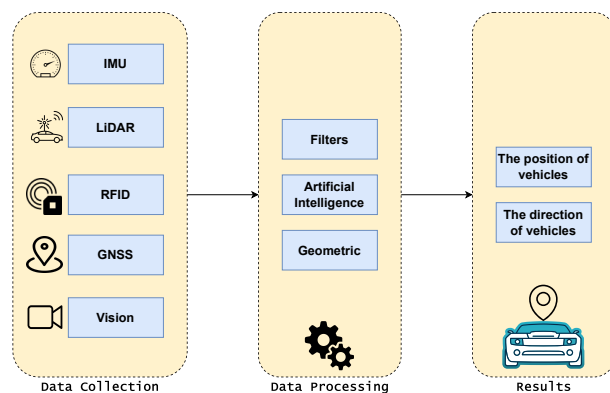 IMU
LiDAR
RFID
GNSS
Vision
Data Collection
Filters
Artificial
Intelligence
Geometric
Data Processing
The position of
vehicles
The direction
of vehicles
Results